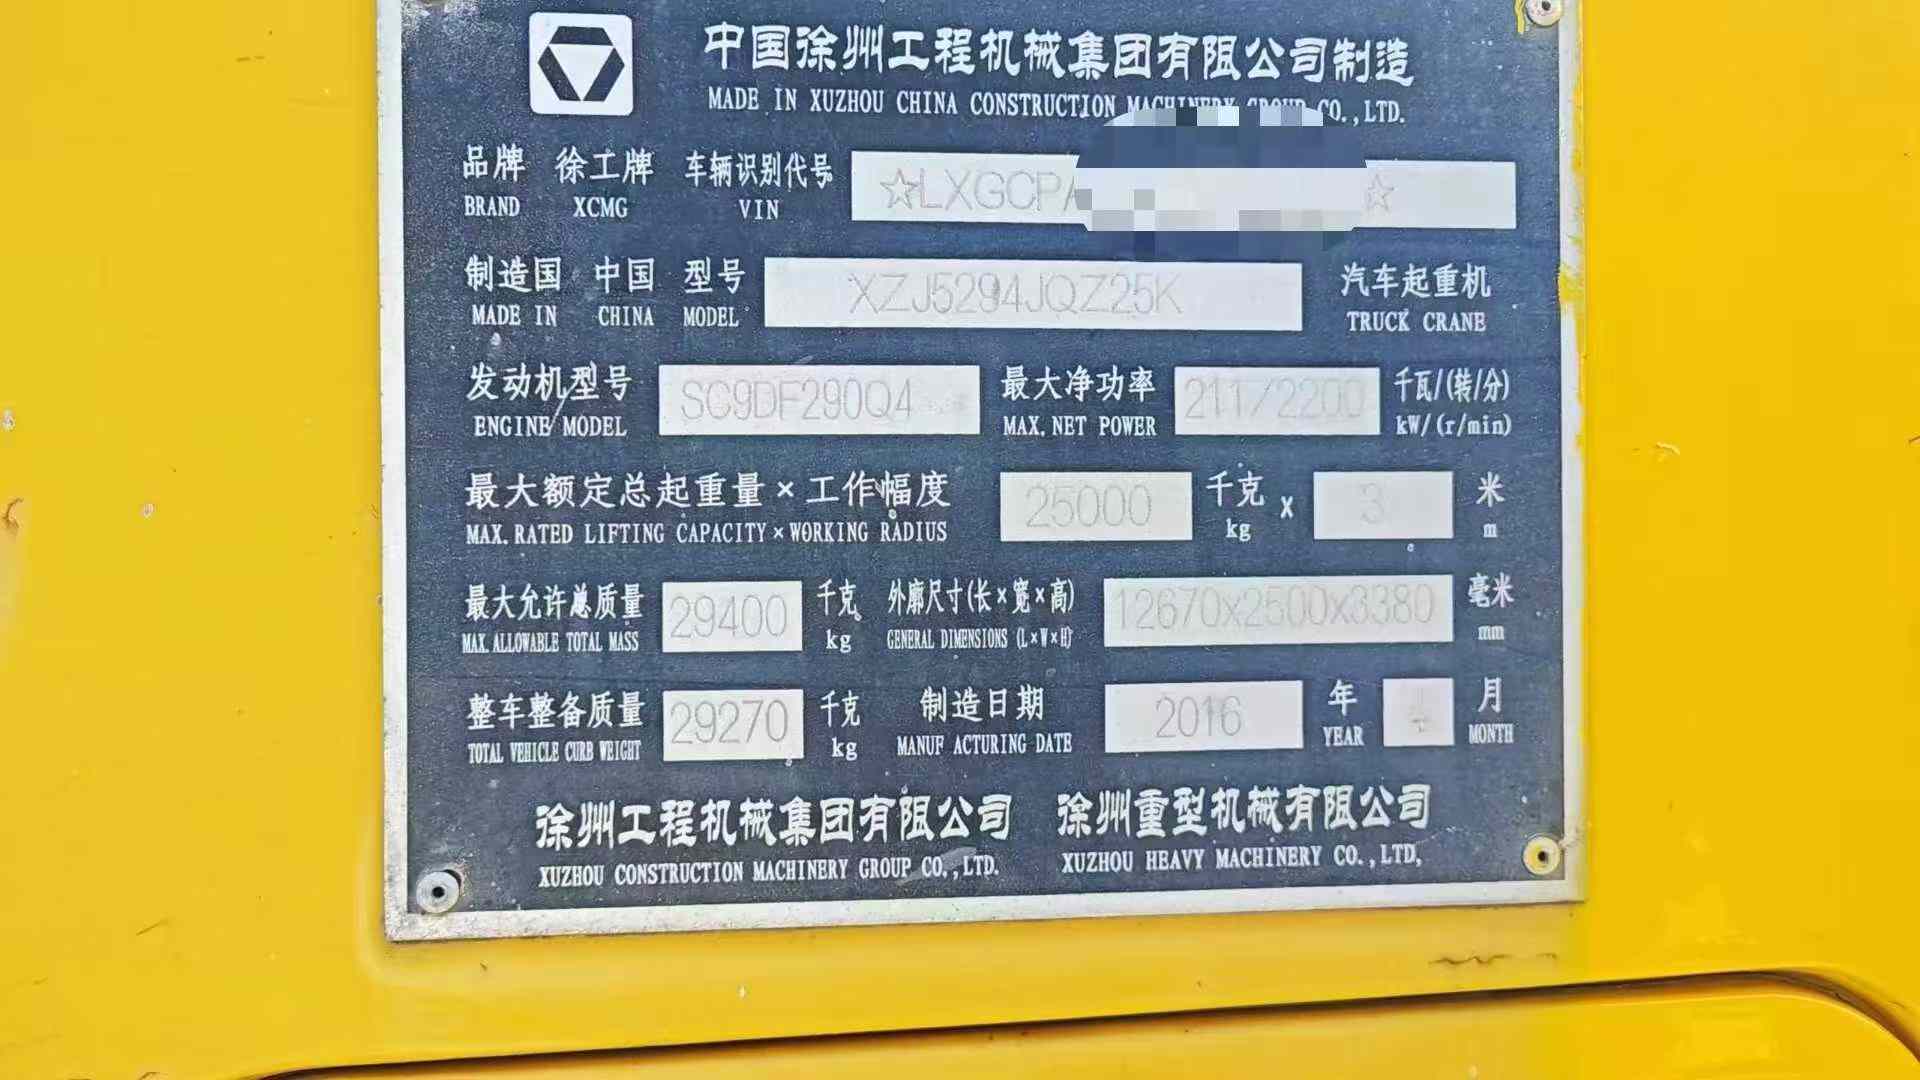 中国徐州工程机械集团有限公司制造
MADE IN XUZHOU CHINA CONSTRUCTION MACHINERY GROUP CO.,LTD.
品牌 徐工牌 车辆识别代号 ☆LXGCPA ☆
BRAND XCMG VIN
制造国 中国 型号 XZJ5294JQZ25K 汽车起重机
MADE IN CHINA MODEL TRUCK CRANE
发动机型号 SC9DF290Q4 最大净功率 211/2200 千瓦/(转/分)
ENGINE MODEL MAX.NET POWER kW/(r/min)
最大额定总起重量×工作幅度 25000 千克 x 3 米
MAX.RATED LIFTING CAPACITY×WORKING RADIUS kg m
最大允许总质量 29400 千克 外廓尺寸(长×宽×高) 12670x2500x3380 毫米
MAX.ALLOWABLE TOTAL MASS kg GENERAL DIMENSIONS (L×W×H) mm
整车整备质量 29270 千克 制造日期 2016 年 月
TOTAL VEHICLE CURB WEIGHT kg MANUF ACTURING DATE YEAR MONTH
徐州工程机械集团有限公司 徐州重型机械有限公司
XUZHOU CONSTRUCTION MACHINERY GROUP CO.,LTD. XUZHOU HEAVY MACHINERY CO.,LTD,